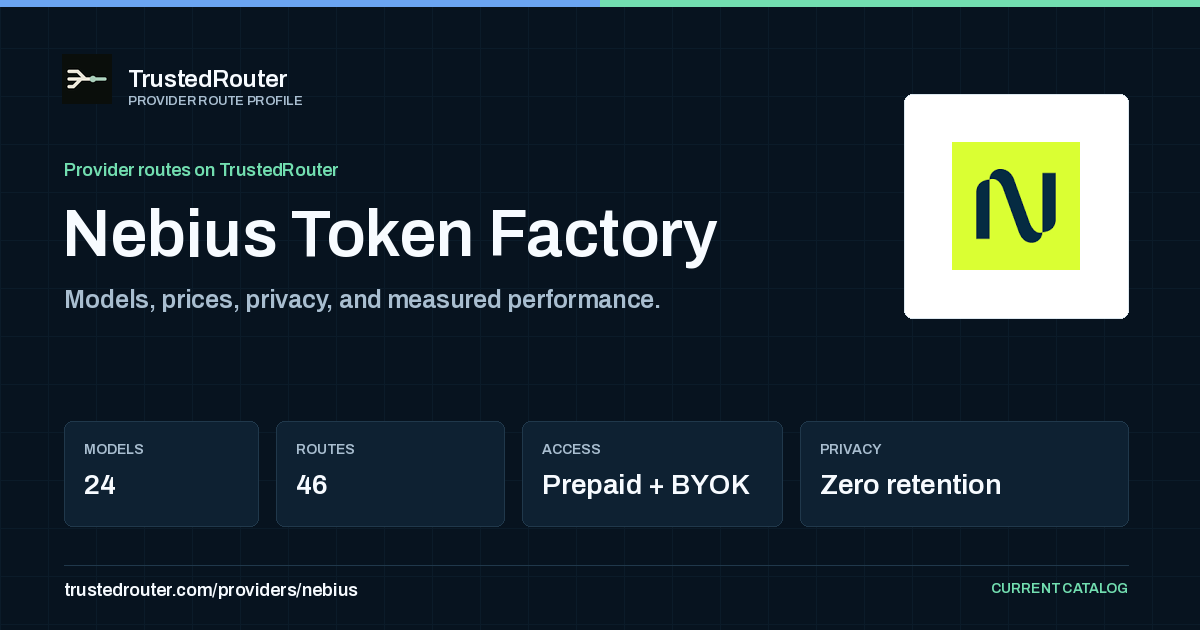 TrustedRouter
PROVIDER ROUTE PROFILE
Provider routes on TrustedRouter
Nebius Token Factory
Models, prices, privacy, and measured performance.
MODELS
24
ROUTES
46
ACCESS
Prepaid + BYOK
PRIVACY
Zero retention
trustedrouter.com/providers/nebius
CURRENT CATALOG